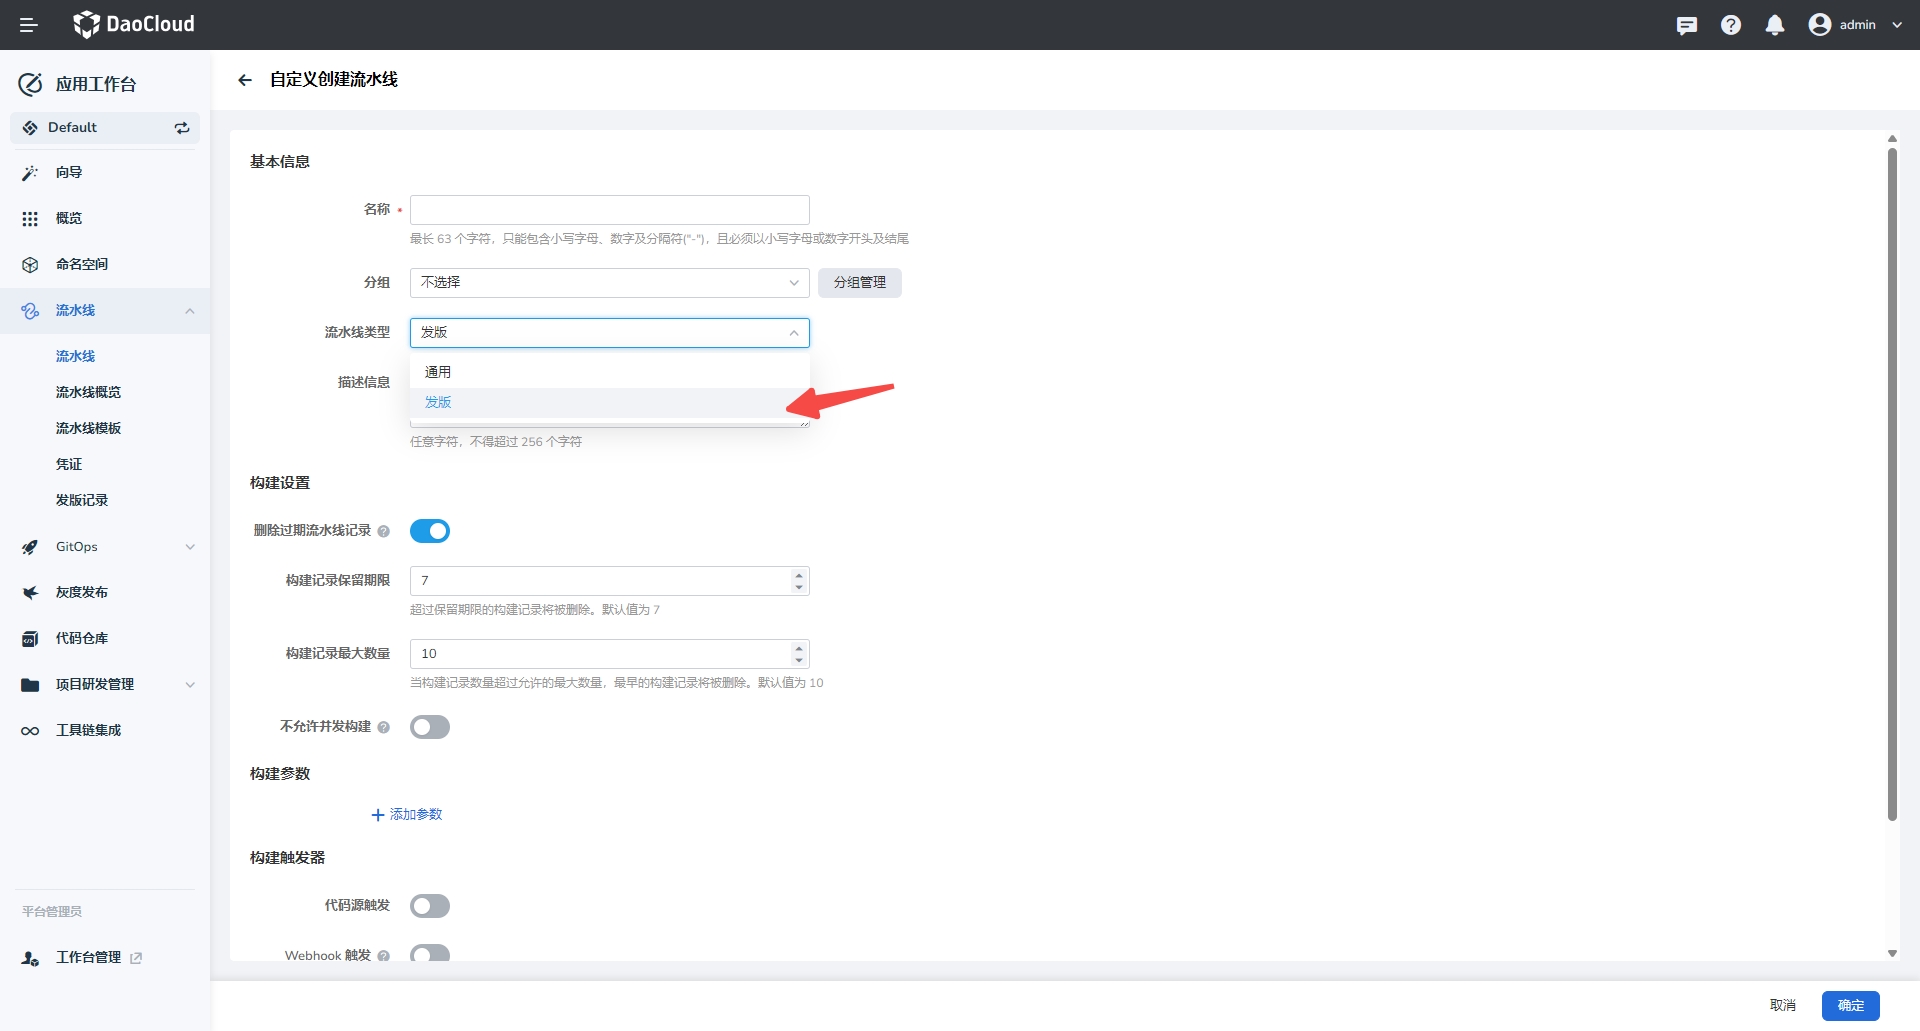 DaoCloud
admin
应用工作台
Default
向导
概览
命名空间
流水线
流水线
流水线概览
流水线模板
凭证
发版记录
GitOps
灰度发布
代码仓库
项目研发管理
工具链集成
平台管理员
工作台管理
自定义创建流水线
基本信息
名称 •
最长 63 个字符，只能包含小写字母、数字及分隔符("-")，且必须以小写字母或数字开头及结尾
分组 不选择 分组管理
流水线类型 发版
通用
描述信息
发版
任意字符，不得超过 256 个字符
构建设置
删除过期流水线记录
构建记录保留期限 7
超过保留期限的构建记录将被删除。默认值为 7
构建记录最大数量 10
当构建记录数量超过允许的最大数量，最早的构建记录将被删除。默认值为 10
不允许并发构建
构建参数
+ 添加参数
构建触发器
代码源触发
Webhook 触发
取消 确定